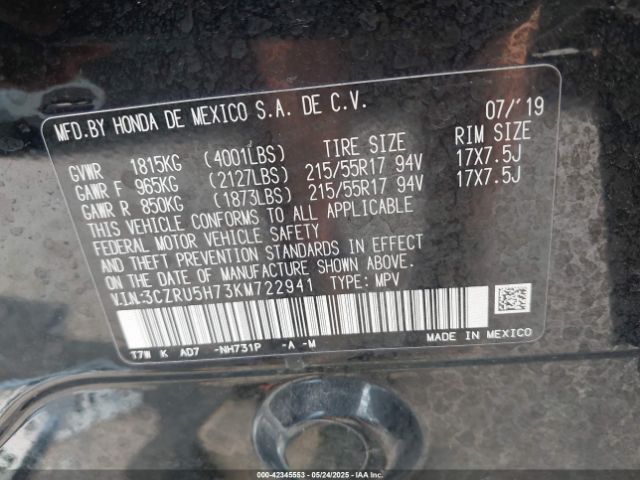 MFD.BY HONDA DE MEXICO S.A. DE C.V. 07/'19
TIRE SIZE RIM SIZE
GVWR 1815KG (4001LBS)
GAWR F 965KG (2127LBS) 215/55R17 94V 17X7.5J
GAWR R 850KG (1873LBS) 215/55R17 94V 17X7.5J
THIS VEHICLE CONFORMS TO ALL APPLICABLE
FEDERAL MOTOR VEHICLE SAFETY
AND THEFT PREVENTION STANDARDS IN EFFECT
ON THE DATE OF MANUFACTURE SHOWN ABOVE.
V.I.N:3CZRU5H73KM722941 TYPE: MPV
T7W K AD7 -NH731P -A -M
MADE IN MEXICO
000-42345553 - 05/24/2025 - IAA Inc.